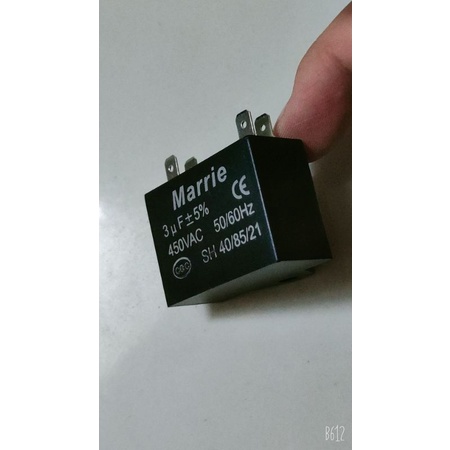 Marrie
3μF±5%
450VAC 50/60Hz
SH 40/85/21
CE
B612